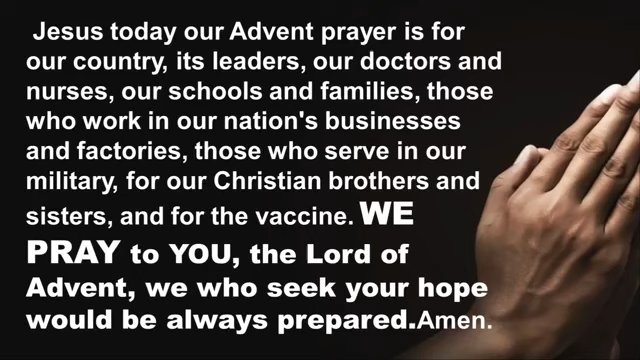 Jesus today our Advent prayer is for
our country, its leaders, our doctors and
nurses, our schools and families, those
who work in our nation's businesses
and factories, those who serve in our
military, for our Christian brothers and
sisters, and for the vaccine. WE
PRAY to YOU, the Lord of
Advent, we who seek your hope
would be always prepared.Amen.